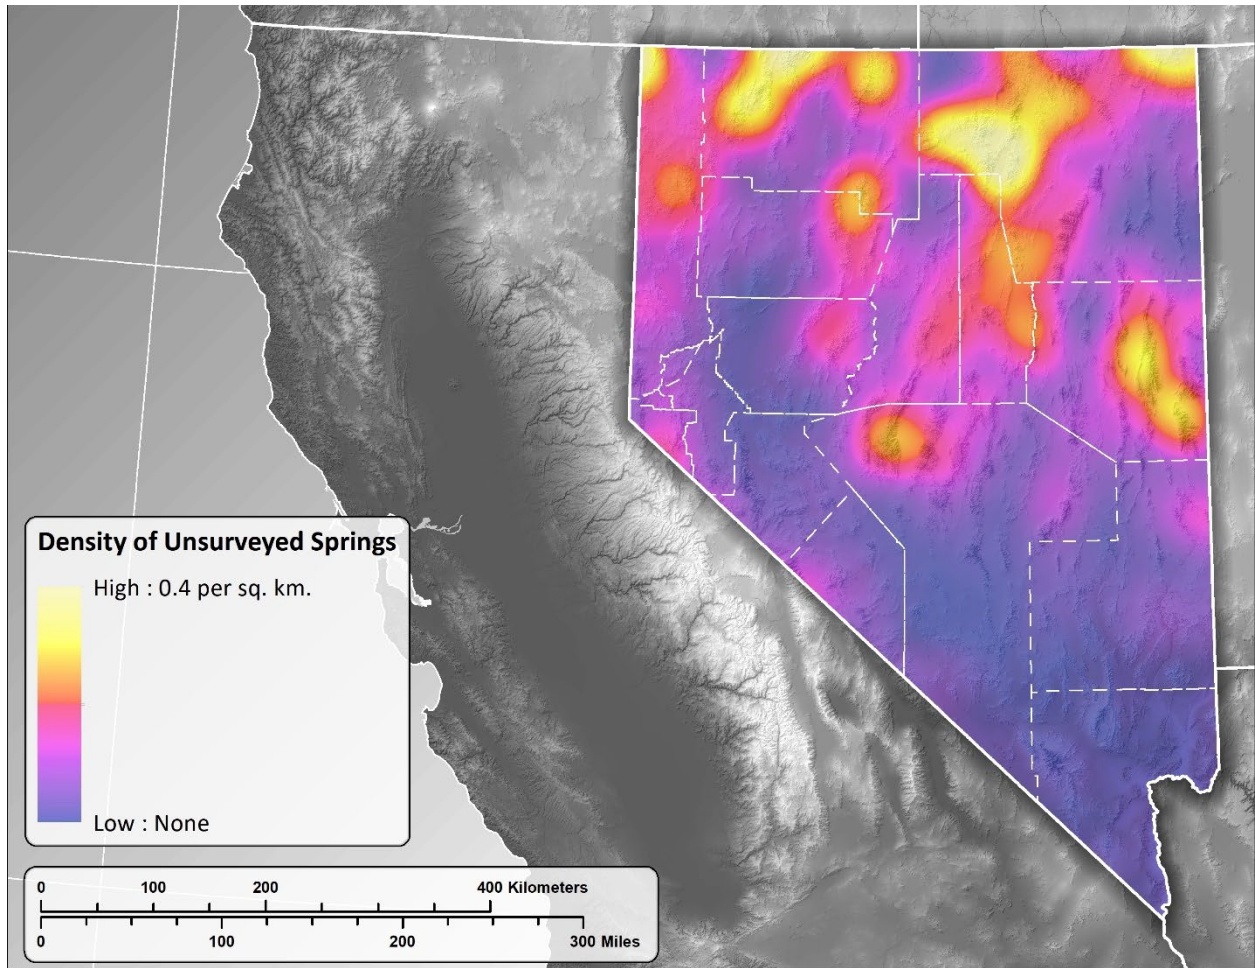 Density of Unsurveyed Springs
High : 0.4 per sq. km.
Low : None
0 100 200 400 Kilometers
0 100 200 300 Miles